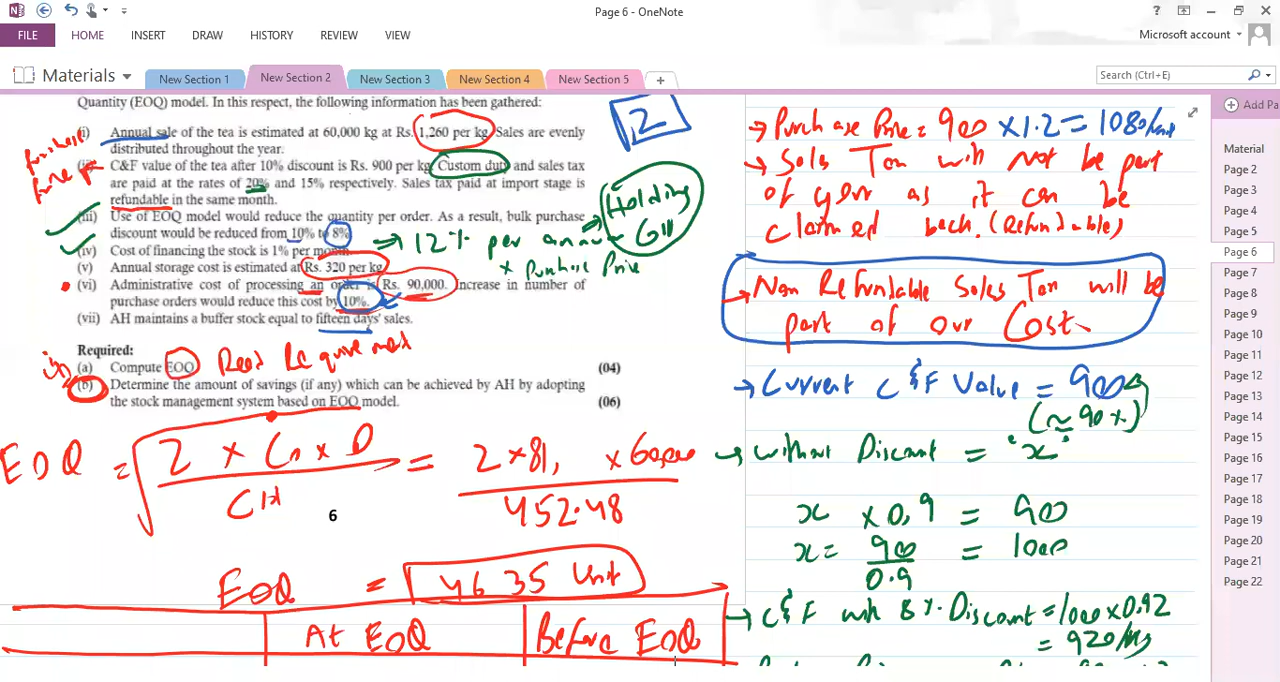 Page 6 - OneNote
Microsoft account
FILE HOME INSERT DRAW HISTORY REVIEW VIEW
Materials New Section 1 New Section 2 New Section 3 New Section 4 New Section 5
Search (Ctrl+E)
Quantity (EOQ) model. In this respect, the following information has been gathered:
(i) Annual sale of the tea is estimated at 60,000 kg at Rs. 1,260 per kg. Sales are evenly
distributed throughout the year.
(ii) C&F value of the tea after 10% discount is Rs. 900 per kg. Custom duty and sales tax
are paid at the rates of 20% and 15% respectively. Sales tax paid at import stage is
refundable in the same month.
(iii) Use of EOQ model would reduce the quantity per order. As a result, bulk purchase
discount would be reduced from 10% to 8%.
(iv) Cost of financing the stock is 1% per month.
(v) Annual storage cost is estimated at Rs. 320 per kg.
(vi) Administrative cost of processing an order is Rs. 90,000. Increase in number of
purchase orders would reduce this cost by 10%.
(vii) AH maintains a buffer stock equal to fifteen days' sales.
Required:
(a) Compute EOQ (04)
(b) Determine the amount of savings (if any) which can be achieved by AH by adopting
the stock management system based on EOQ model. (06)
2
Holding
→ 12% per annum
x Purchase Price
Read Requirement
EOQ = 2 x Co x D = 2 x 81, x 60,000
CH 452.48
6
EOQ = 4635 Unit
At EOQ Before EOQ
→ Purchase Price = 900 x 1.2 = 1080/
→ Sales Tax will not be part
of your as it can be
claimed back. (Refundable)
→ Non Refundable Sales Tax will be
part of our Cost
→ Current C&F Value = 900
(≈ 90%)
→ without Discount = 'x'
x x 0.9 = 900
x = 900 = 1000
0.9
→ C&F with 8% Discount = 1000 x 0.92
= 920/
Add Pa
Material
Page 2
Page 3
Page 4
Page 5
Page 6
Page 7
Page 8
Page 9
Page 10
Page 11
Page 12
Page 13
Page 14
Page 15
Page 16
Page 17
Page 18
Page 19
Page 20
Page 21
Page 22